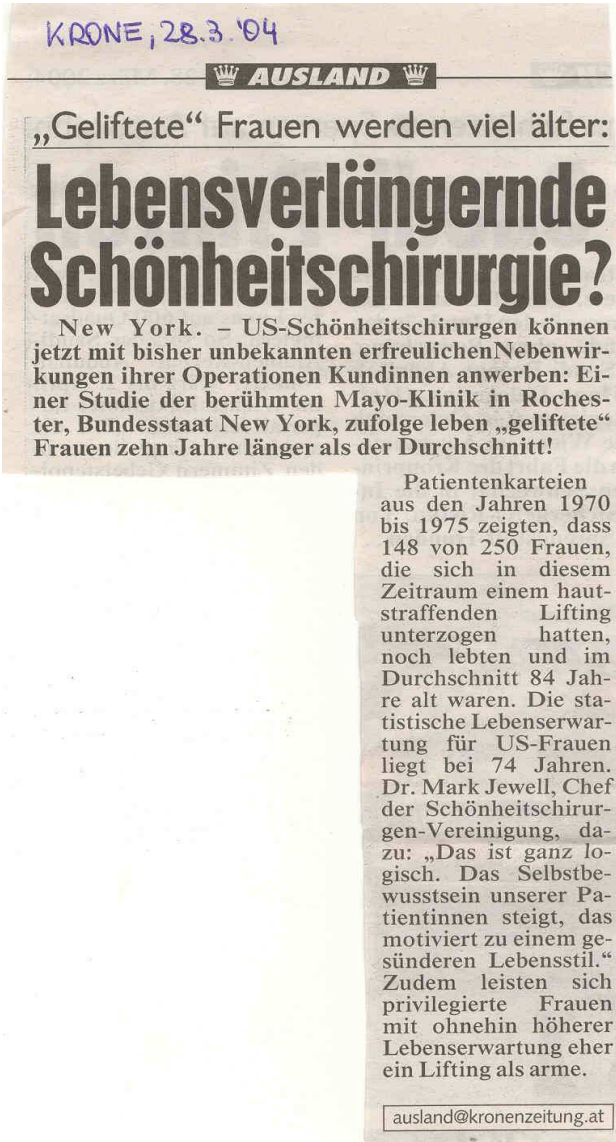 KRONE, 28.3.'04
AUSLAND
„Geliftete“ Frauen werden viel älter:
Lebensverlängernde
Schönheitschirurgie?
New York. – US-Schönheitschirurgen können
jetzt mit bisher unbekannten erfreulichenNebenwir-
kungen ihrer Operationen Kundinnen anwerben: Ei-
ner Studie der berühmten Mayo-Klinik in Roches-
ter, Bundesstaat New York, zufolge leben „geliftete“
Frauen zehn Jahre länger als der Durchschnitt!
Patientenkarteien
aus den Jahren 1970
bis 1975 zeigten, dass
148 von 250 Frauen,
die sich in diesem
Zeitraum einem haut-
straffenden Lifting
unterzogen hatten,
noch lebten und im
Durchschnitt 84 Jah-
re alt waren. Die sta-
tistische Lebenserwar-
tung für US-Frauen
liegt bei 74 Jahren.
Dr. Mark Jewell, Chef
der Schönheitschirur-
gen-Vereinigung, da-
zu: „Das ist ganz lo-
gisch. Das Selbstbe-
wusstsein unserer Pa-
tientinnen steigt, das
motiviert zu einem ge-
sünderen Lebensstil.“
Zudem leisten sich
privilegierte Frauen
mit ohnehin höherer
Lebenserwartung eher
ein Lifting als arme.
ausland@kronenzeitung.at